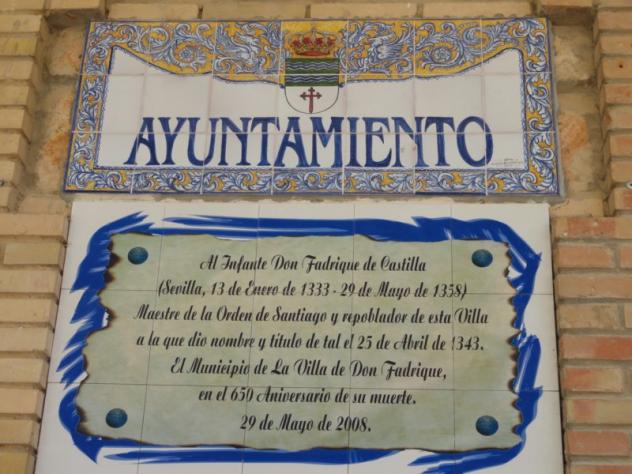 AYUNTAMIENTO
Al Infante Don Fadrique de Castilla
(Sevilla, 13 de Enero de 1333 - 29 de Mayo de 1358)
Maestre de la Orden de Santiago y repoblador de esta Villa
a la que dio nombre y título de tal el 25 de Abril de 1343.
El Municipio de La Villa de Don Fadrique,
en el 650 Aniversario de su muerte.
29 de Mayo de 2008.